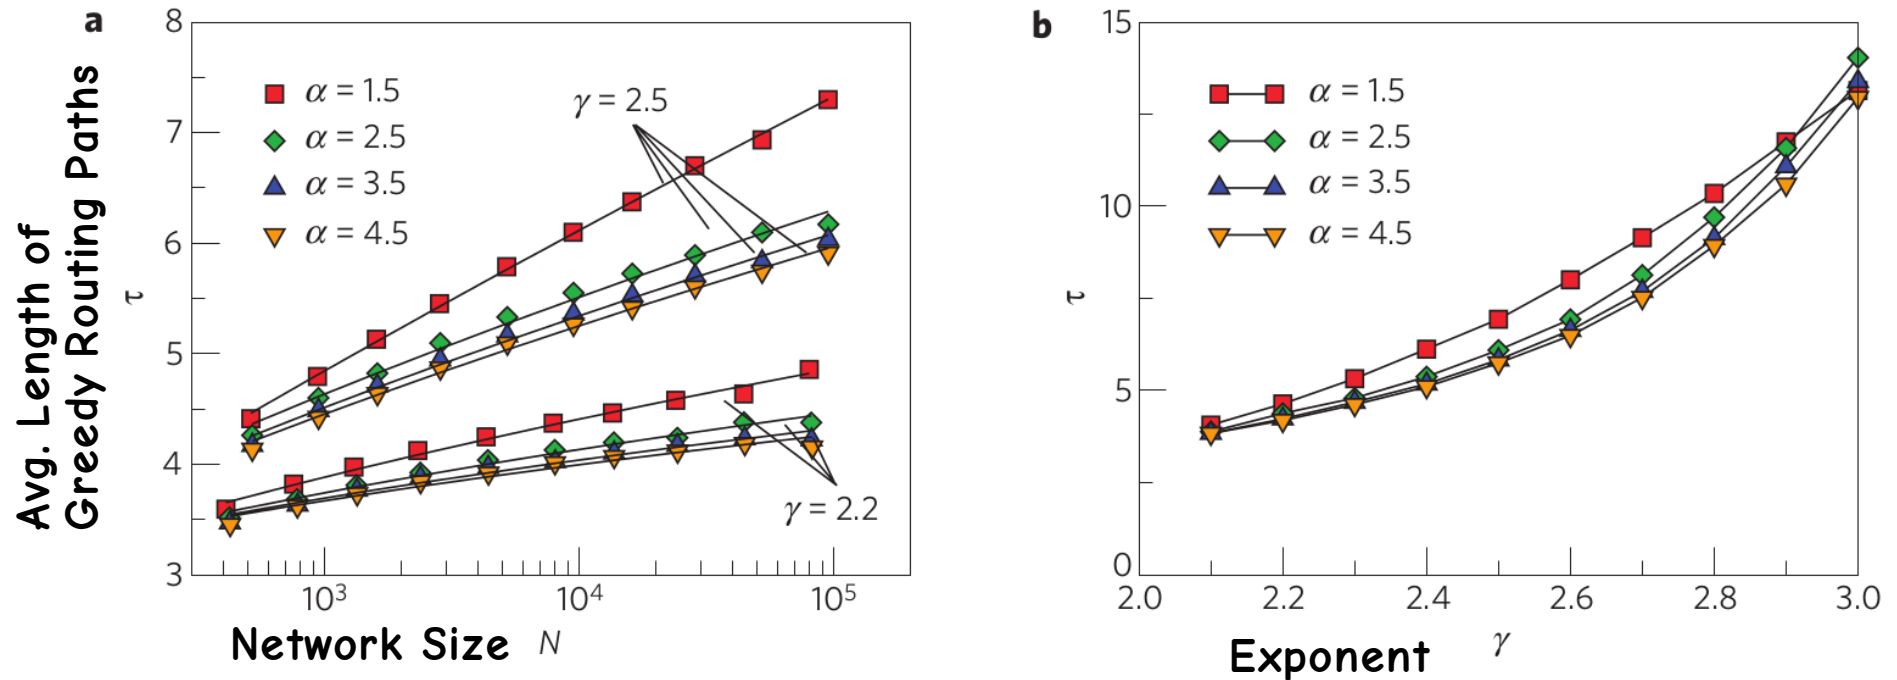 a
Avg. Length of
Greedy Routing Paths
τ
8
7
6
5
4
3
α = 1.5
α = 2.5
α = 3.5
α = 4.5
γ = 2.5
γ = 2.2
10³ 10⁴ 10⁵
Network Size N
b
τ
15
10
5
0
α = 1.5
α = 2.5
α = 3.5
α = 4.5
2.0 2.2 2.4 2.6 2.8 3.0
Exponent γ